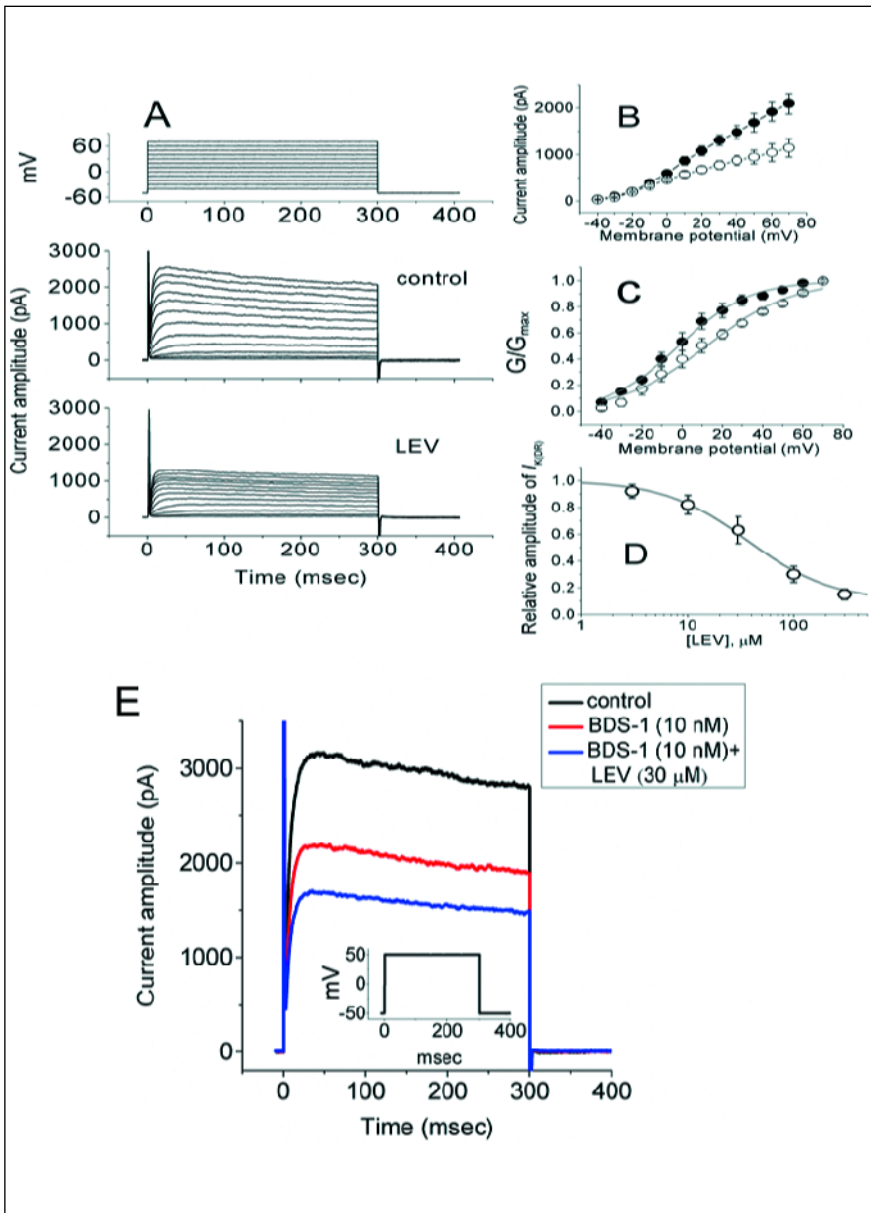 A
mV
60
0
-60
0 100 200 300 400
Current amplitude (pA)
3000
2000
1000
0
control
3000
2000
1000
0
LEV
0 100 200 300 400
Time (msec)
B
Current amplitude (pA)
2000
1000
0
-40 -20 0 20 40 60 80
Membrane potential (mV)
C
G/Gmax
1.0
0.8
0.6
0.4
0.2
0.0
-40 -20 0 20 40 60 80
Membrane potential (mV)
D
Relative amplitude of IK(DR)
1.0
0.8
0.6
0.4
0.2
0.0
1 10 100
[LEV], μM
E
control
BDS-1 (10 nM)
BDS-1 (10 nM)+
LEV (30 μM)
Current amplitude (pA)
3000
2000
1000
0
mV
50
0
-50
0 200 400
msec
0 100 200 300 400
Time (msec)